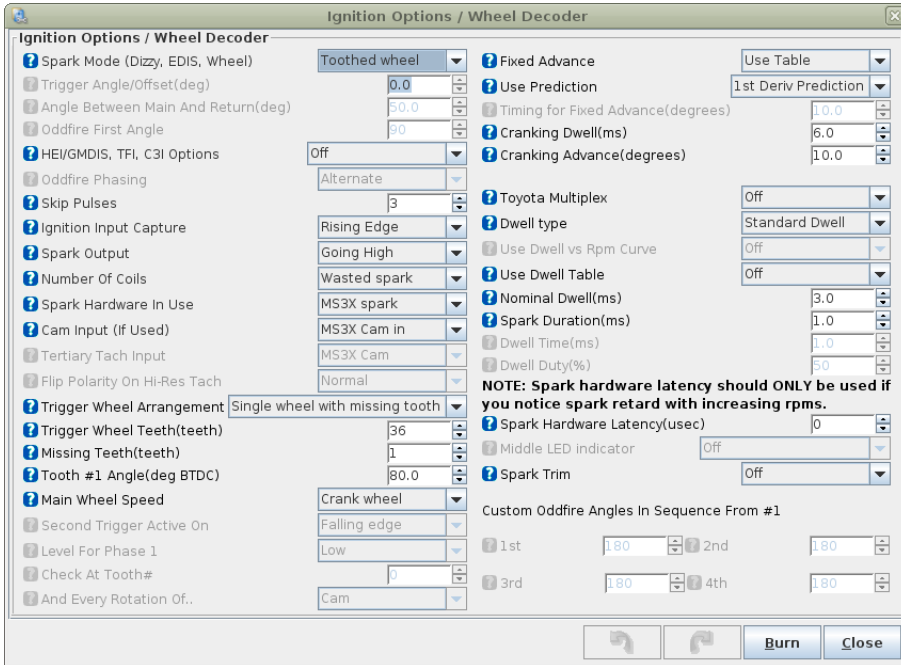 Ignition Options / Wheel Decoder
Ignition Options / Wheel Decoder
Spark Mode (Dizzy, EDIS, Wheel) Toothed wheel
Trigger Angle/Offset(deg) 0.0
Angle Between Main And Return(deg) 50.0
Oddfire First Angle 90
HEI/GMDIS, TFI, C3I Options Off
Oddfire Phasing Alternate
Skip Pulses 3
Ignition Input Capture Rising Edge
Spark Output Going High
Number Of Coils Wasted spark
Spark Hardware In Use MS3X spark
Cam Input (If Used) MS3X Cam in
Tertiary Tach Input MS3X Cam
Flip Polarity On Hi-Res Tach Normal
Trigger Wheel Arrangement Single wheel with missing tooth
Trigger Wheel Teeth(teeth) 36
Missing Teeth(teeth) 1
Tooth #1 Angle(deg BTDC) 80.0
Main Wheel Speed Crank wheel
Second Trigger Active On Falling edge
Level For Phase 1 Low
Check At Tooth# 0
And Every Rotation Of.. Cam
Fixed Advance Use Table
Use Prediction 1st Deriv Prediction
Timing for Fixed Advance(degrees) 10.0
Cranking Dwell(ms) 6.0
Cranking Advance(degrees) 10.0
Toyota Multiplex Off
Dwell type Standard Dwell
Use Dwell vs Rpm Curve Off
Use Dwell Table Off
Nominal Dwell(ms) 3.0
Spark Duration(ms) 1.0
Dwell Time(ms) 1.0
Dwell Duty(%) 50
NOTE: Spark hardware latency should ONLY be used if
you notice spark retard with increasing rpms.
Spark Hardware Latency(usec) 0
Middle LED indicator Off
Spark Trim Off
Custom Oddfire Angles In Sequence From #1
1st 180 2nd 180
3rd 180 4th 180
Burn Close